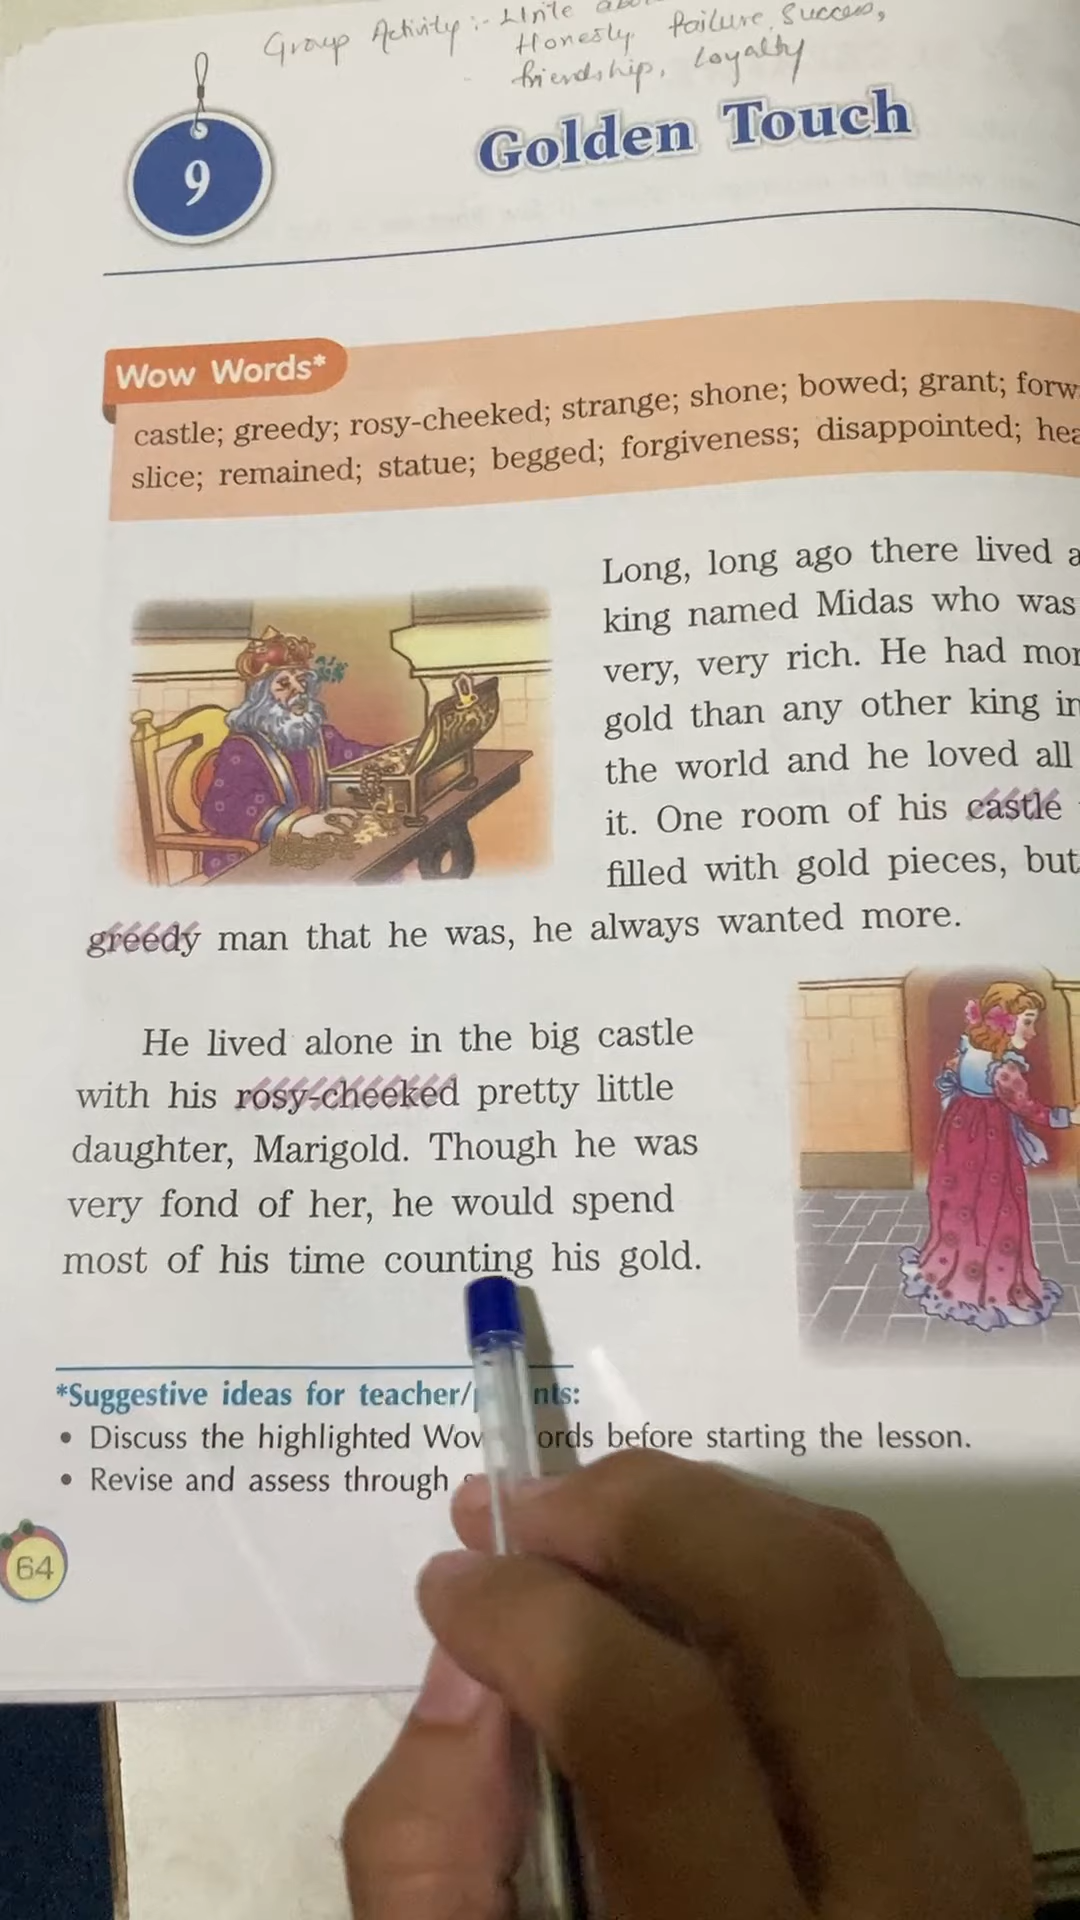 Group Activity :- Write
Honesty, Failure, Success,
friendship, Loyalty
9
Golden Touch
Wow Words*
castle; greedy; rosy-cheeked; strange; shone; bowed; grant;
slice; remained; statue; begged; forgiveness; disappointed;
Long, long ago there lived a
king named Midas who was
very, very rich. He had
gold than any other king in
the world and he loved all
it. One room of his castle
filled with gold pieces, but
greedy man that he was, he always wanted more.
He lived alone in the big castle
with his rosy-cheeked pretty little
daughter, Marigold. Though he was
very fond of her, he would spend
most of his time counting his gold.
*Suggestive ideas for teacher/
• Discuss the highlighted before starting the lesson.
• Revise and assess through
64